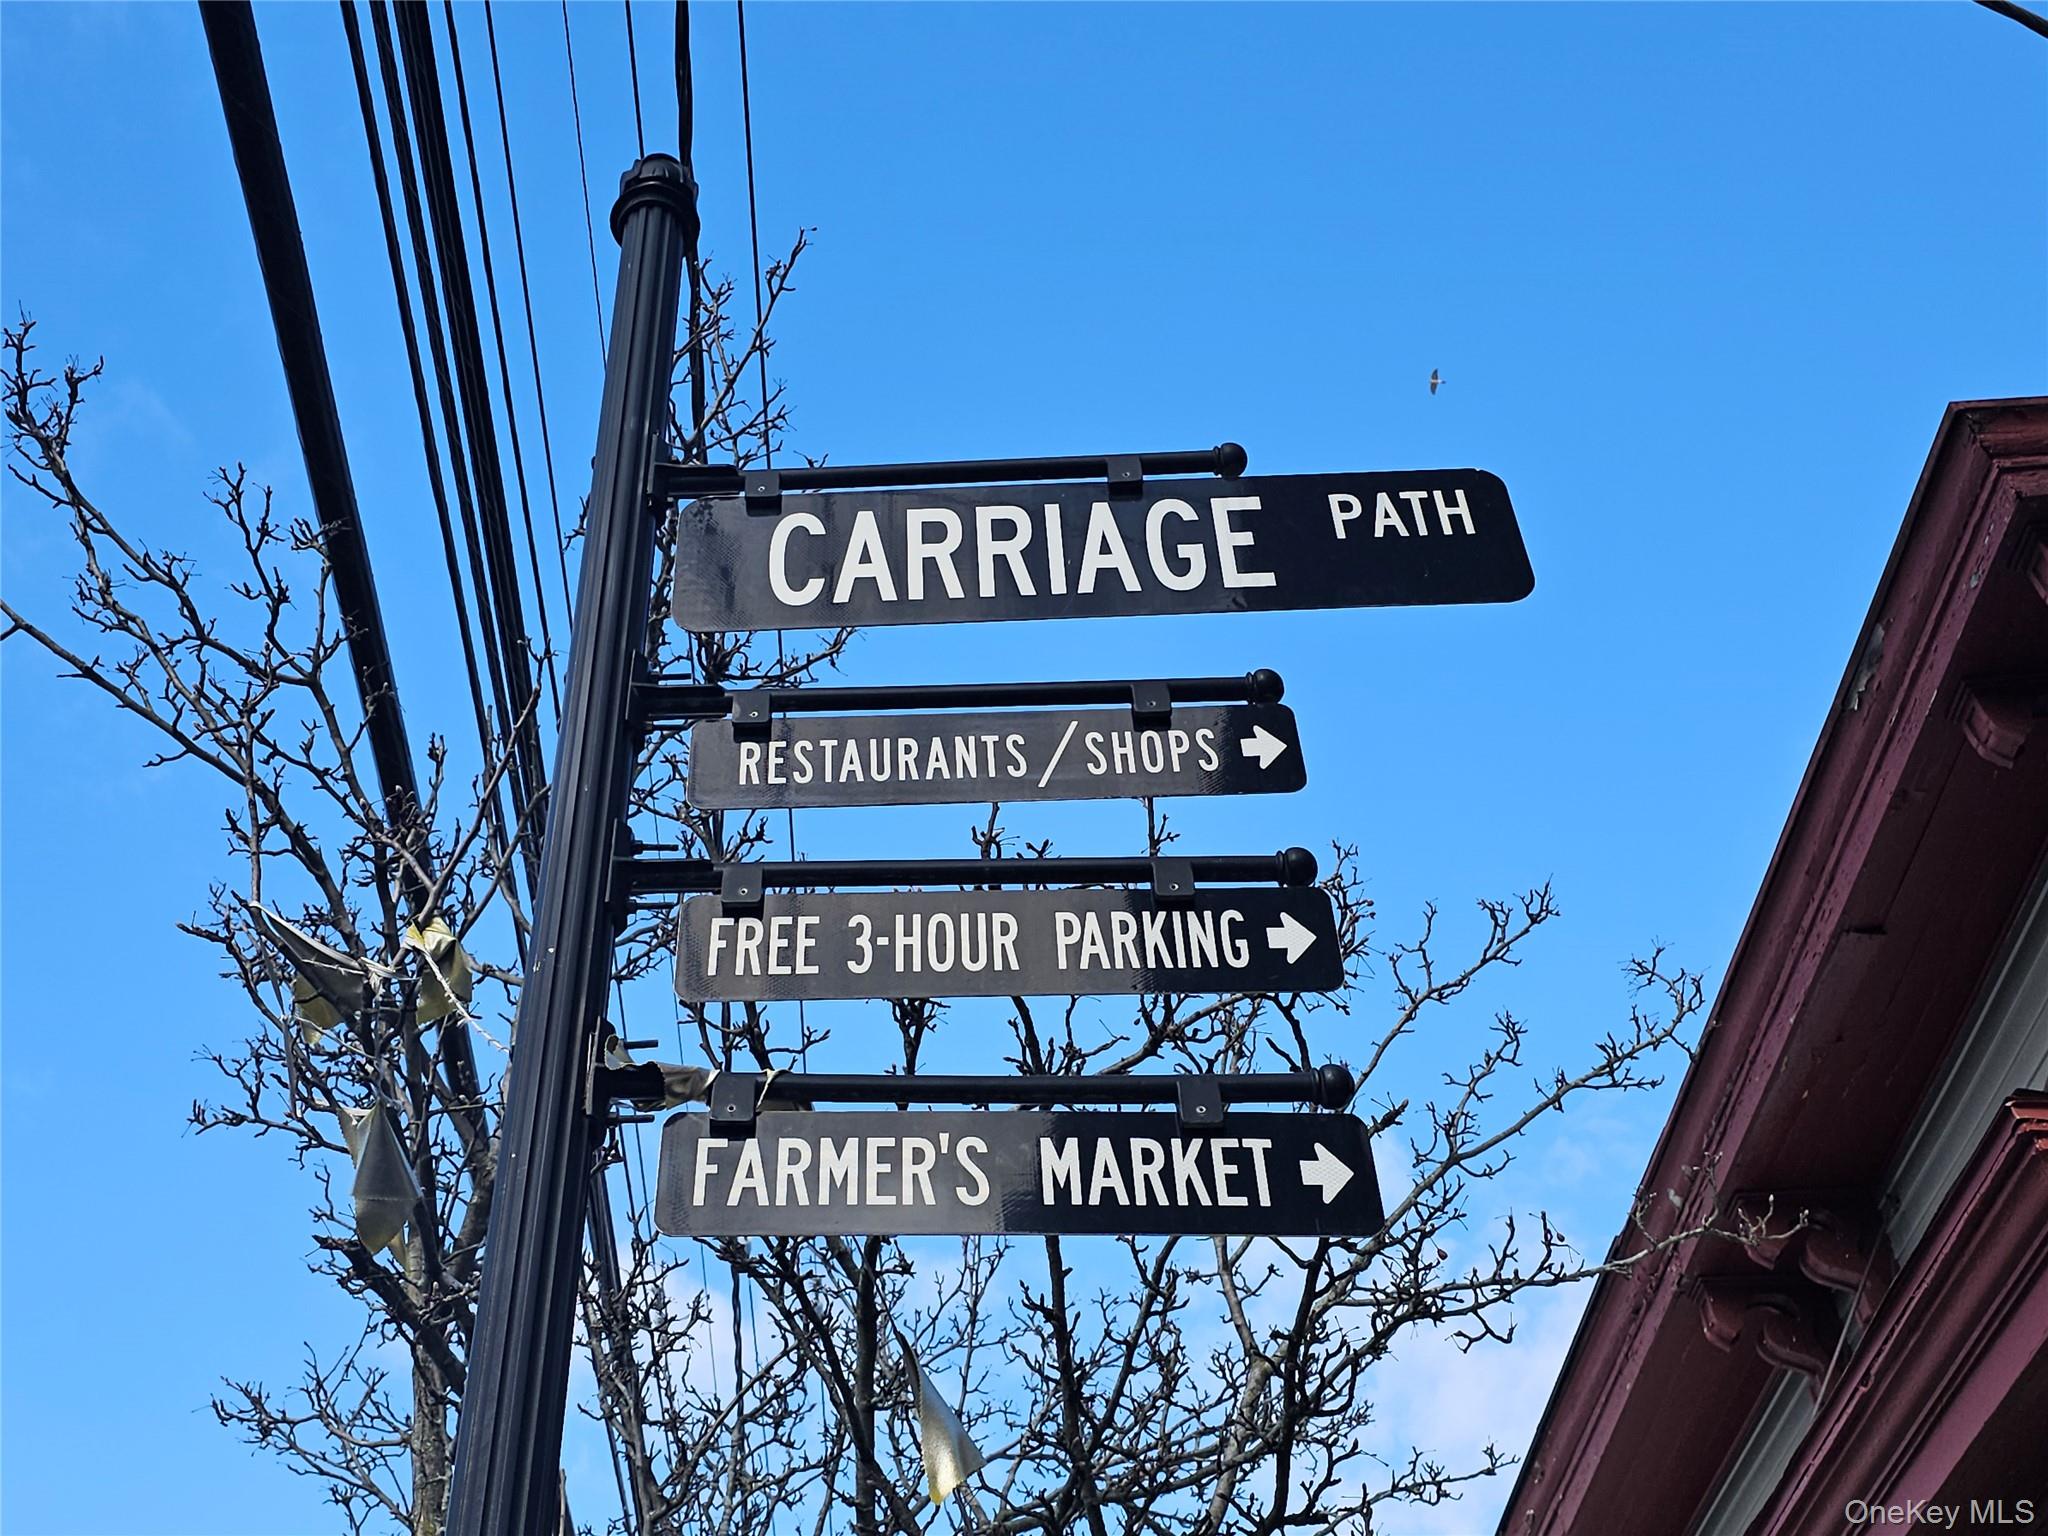 CARRIAGE PATH
RESTAURANTS / SHOPS
FREE 3-HOUR PARKING
FARMER'S MARKET
OneKey MLS